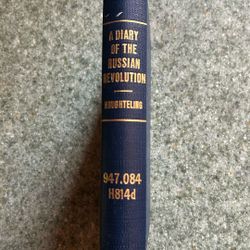 A DIARY
OF THE
RUSSIAN
REVOLUTION
HOUGHTELING
947.084
H814d